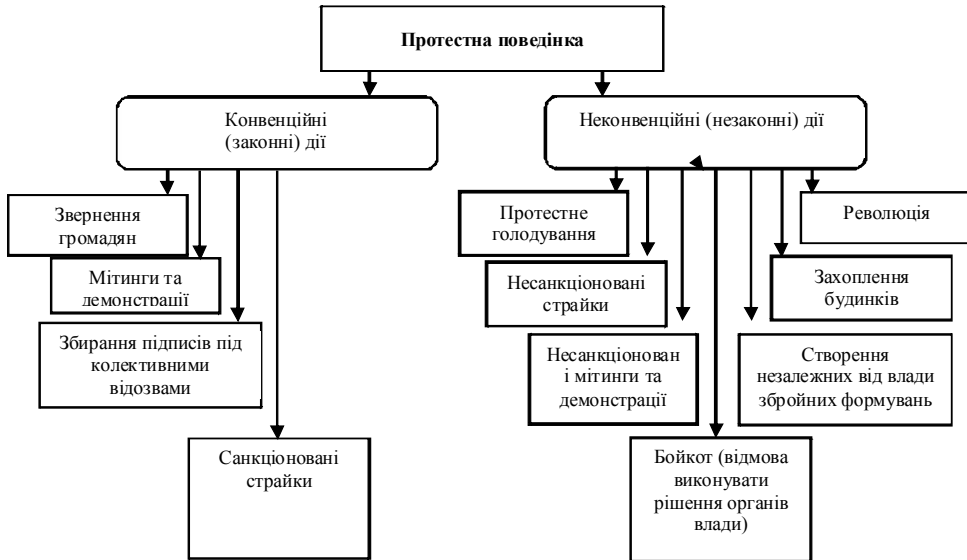 Протестна поведінка
Конвенційні
(законні) дії
Неконвенційні (незаконні) дії
Звернення
громадян
Мітинги та
демонстрації
Збирання підписів під
колективними
відозвами
Санкціоновані
страйки
Протестне
голодування
Несанкціоновані
страйки
Несанкціонован
і мітинги та
демонстрації
Бойкот (відмова
виконувати
рішення органів
влади)
Революція
Захоплення
будинків
Створення
незалежних від влади
збройних формувань